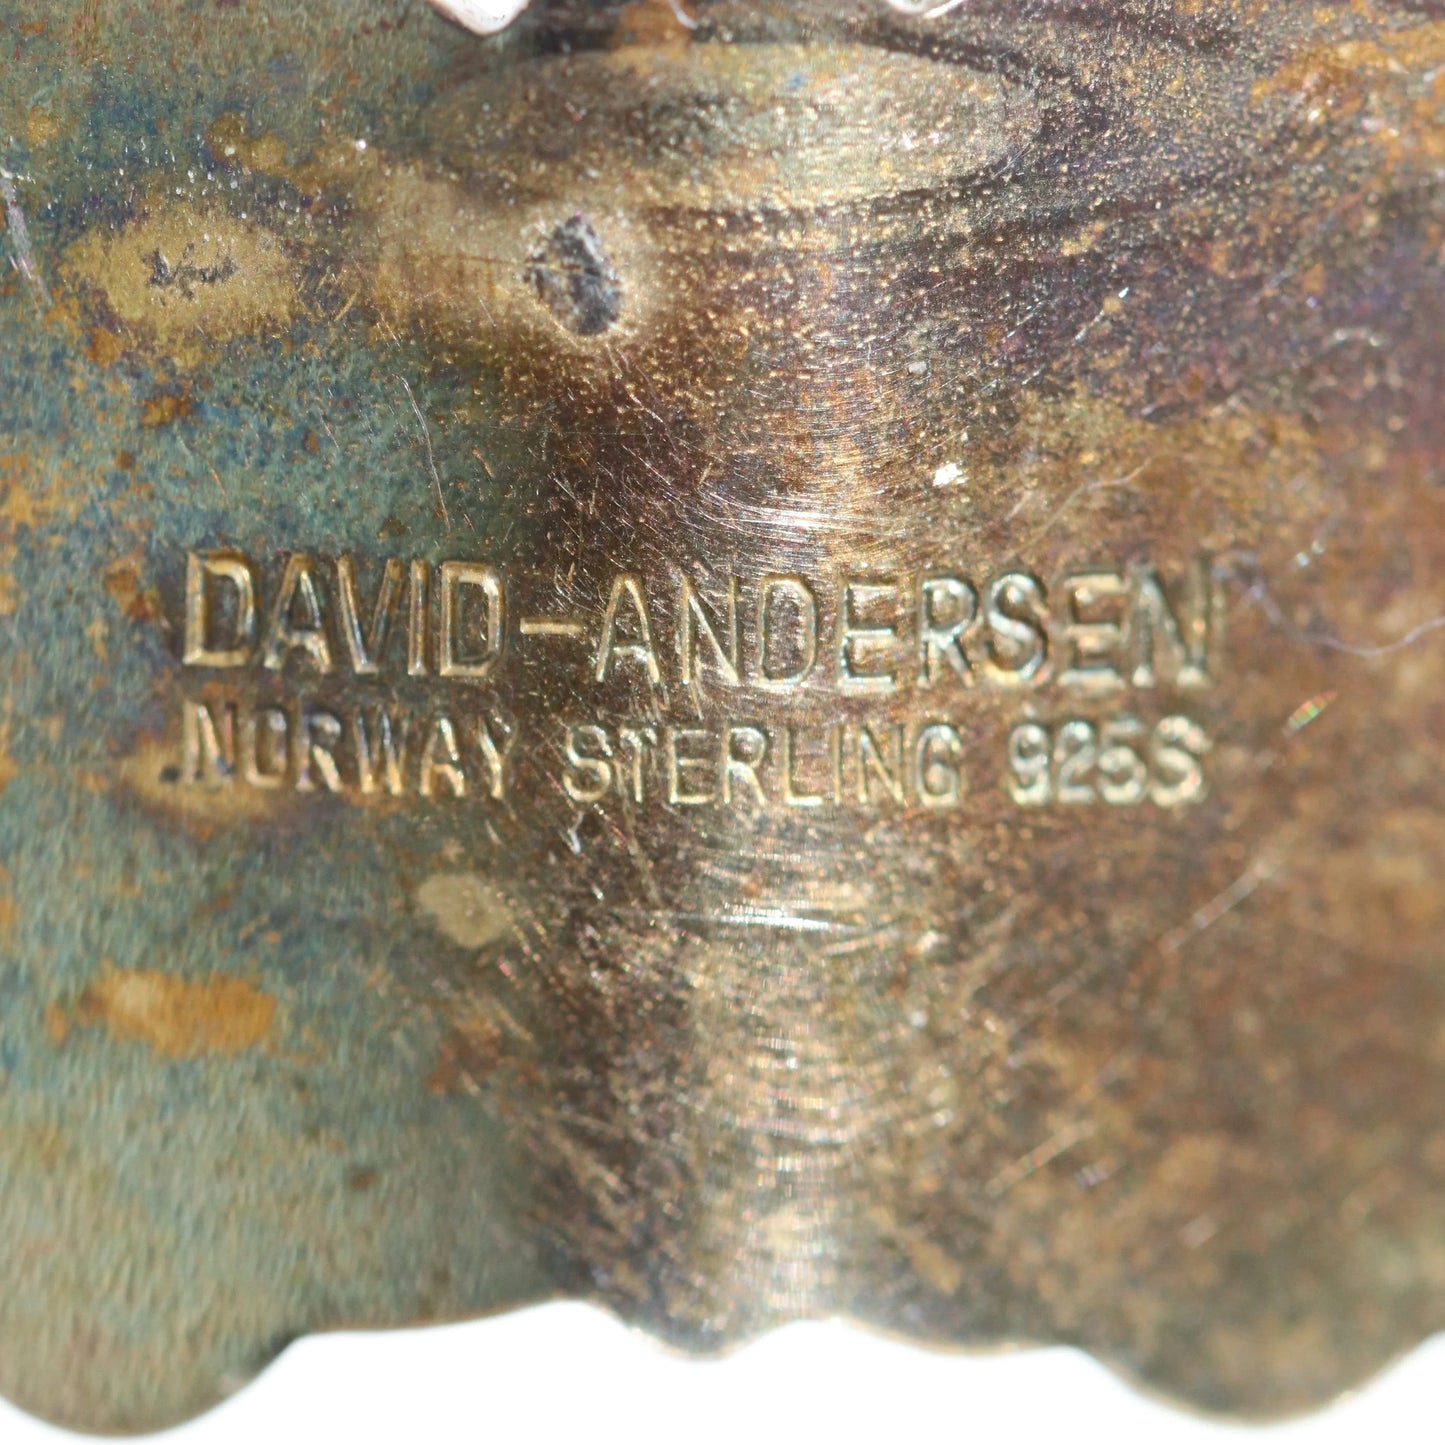 DAVID-ANDERSEN
NORWAY STERLING 925S